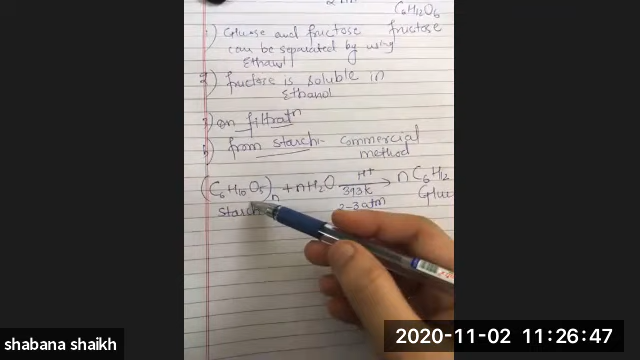 C6H12O6
1) Glucose and fructose fructose
can be separated by using
Ethanol
2) fructose is soluble in
Ethanol
3) on filtratn
from starch:- commercial
method
(C6H10O5)n + nH2O H+ → n C6H12
393K
Starch 2-3 atm Gluc
shabana shaikh
2020-11-02 11:26:47